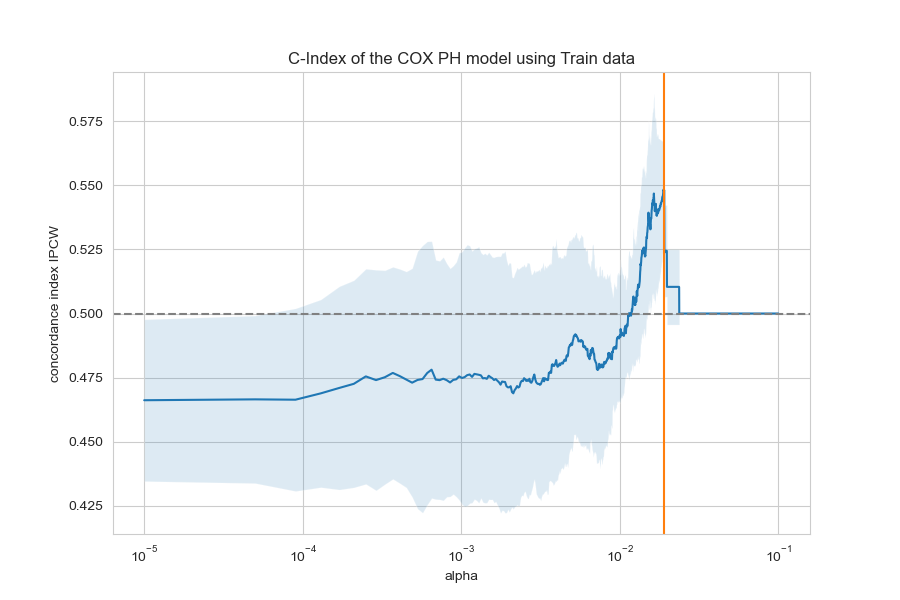 C-Index of the COX PH model using Train data
concordance index IPCW
0.575
0.550
0.525
0.500
0.475
0.450
0.425
10⁻⁵ 10⁻⁴ 10⁻³ 10⁻² 10⁻¹
alpha